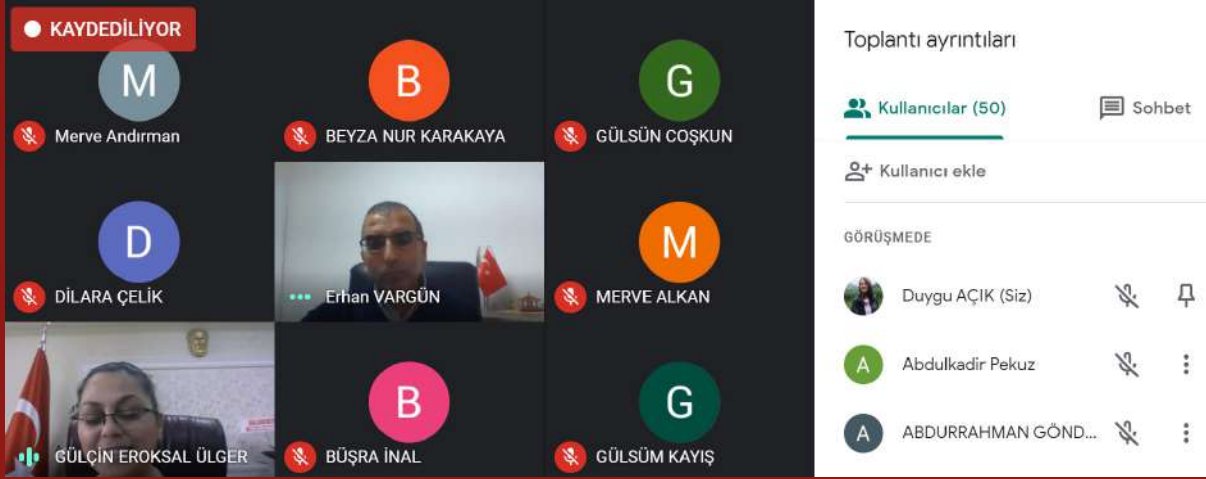 KAYDEDİLİYOR
M
Merve Andırman
B
BEYZA NUR KARAKAYA
G
GÜLSÜN COŞKUN
D
DİLARA ÇELİK
Erhan VARGÜN
M
MERVE ALKAN
GÜLÇİN EROKSAL ÜLGER
B
BÜŞRA İNAL
G
GÜLSÜM KAYIŞ
Toplantı ayrıntıları
Kullanıcılar (50)
Sohbet
Kullanıcı ekle
GÖRÜŞMEDE
Duygu AÇIK (Siz)
A
Abdulkadir Pekuz
A
ABDURRAHMAN GÖND...